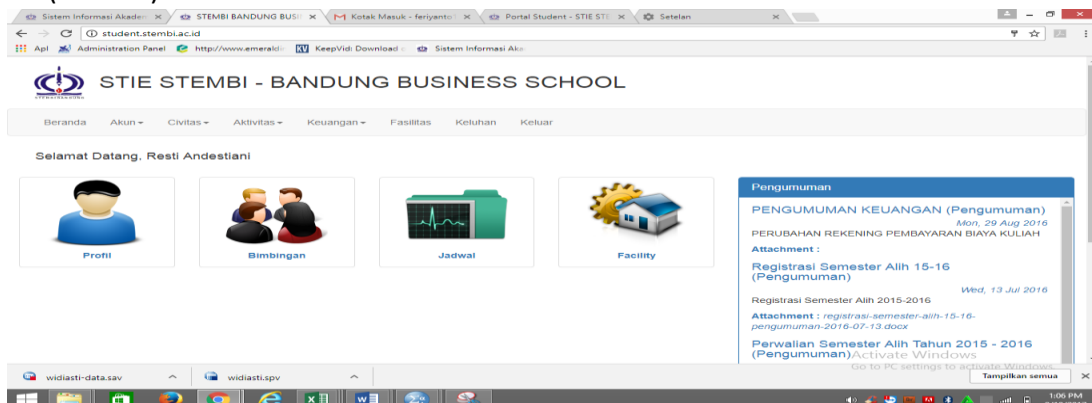 Sistem Informasi Akadem
STEMBI BANDUNG BUSIN
Kotak Masuk - feriyanto1
Portal Student - STIE STE
Setelan
student.stembi.ac.id
Apl
Administration Panel
http://www.emeraldin
KV
KeepVid: Download
Sistem Informasi Aka
STIE STEMBI - BANDUNG BUSINESS SCHOOL
Beranda Akun Civitas Aktivitas Keuangan Fasilitas Keluhan Keluar
Selamat Datang, Resti Andestiani
Profil
Bimbingan
Jadwal
Facility
Pengumuman
PENGUMUMAN KEUANGAN (Pengumuman)
Mon, 29 Aug 2016
PERUBAHAN REKENING PEMBAYARAN BIAYA KULIAH
Attachment :
Registrasi Semester Alih 15-16
(Pengumuman)
Wed, 13 Jul 2016
Registrasi Semester Alih 2015-2016
Attachment : registrasi-semester-alih-15-16-
pengumuman-2016-07-13.docx
Perwalian Semester Alih Tahun 2015 - 2016
(Pengumuman)
Activate Windows
Go to PC settings to activate Windows.
widiasti-data.sav
widiasti.spv
Tampilkan semua
1:06 PM